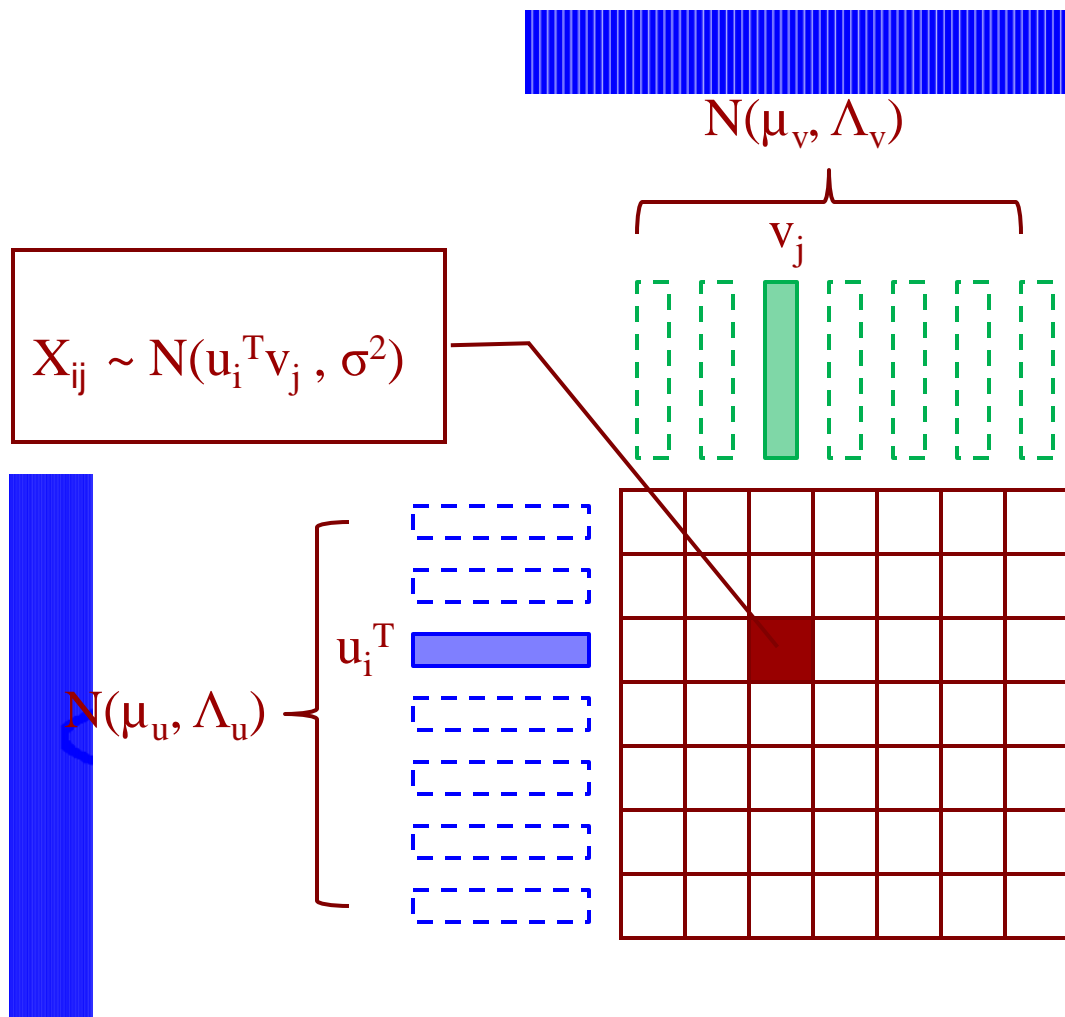 N(μᵥ, Λᵥ)
vⱼ
Xᵢⱼ ~ N(uᵢᵀvⱼ , σ²)
uᵢᵀ
N(μᵤ, Λᵤ)